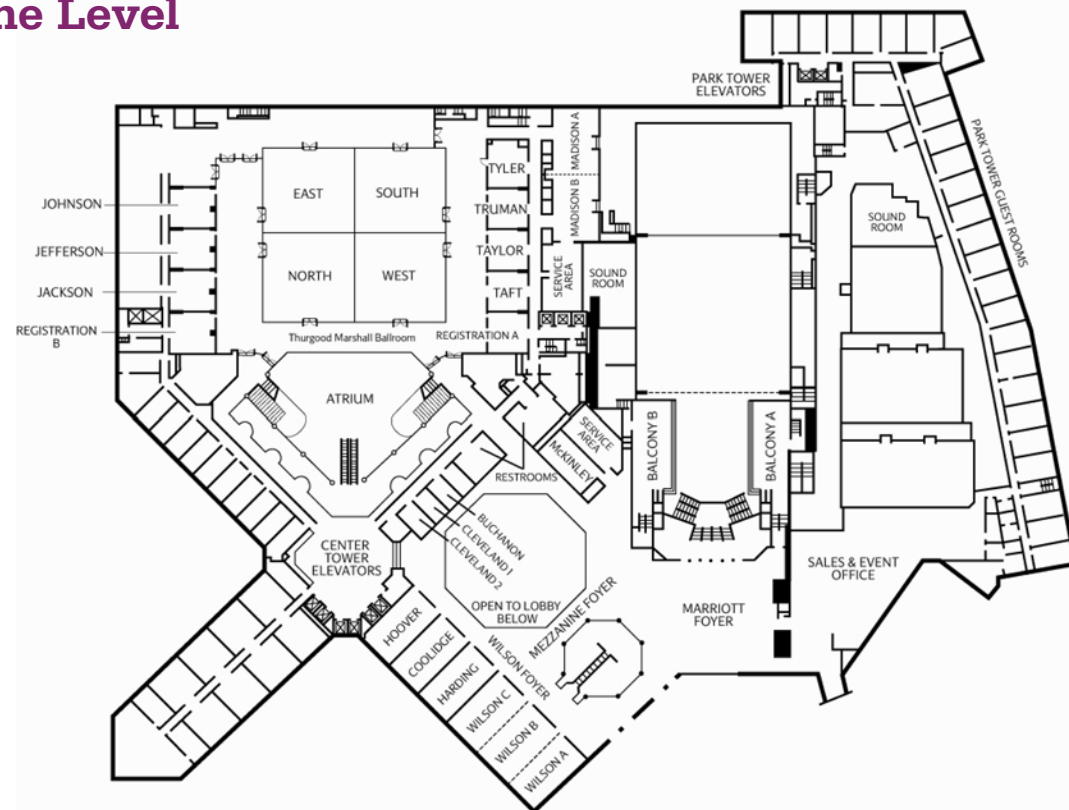 ne Level
PARK TOWER
ELEVATORS
PARK TOWER GUEST ROOMS
MADISON A
MADISON B
TYLER
TRUMAN
TAYLOR
TAFT
EAST
SOUTH
NORTH
WEST
JOHNSON
JEFFERSON
JACKSON
REGISTRATION
B
Thurgood Marshall Ballroom
REGISTRATION A
SERVICE
AREA
SOUND
ROOM
SOUND
ROOM
ATRIUM
SERVICE
AREA
McKINLEY
RESTROOMS
BALCONY B
BALCONY A
BUCHANON
CLEVELAND 1
CLEVELAND 2
CENTER
TOWER
ELEVATORS
OPEN TO LOBBY
BELOW
MEZZANINE FOYER
MARRIOTT
FOYER
SALES & EVENT
OFFICE
HOOVER
COOLIDGE
HARDING
WILSON FOYER
WILSON C
WILSON B
WILSON A